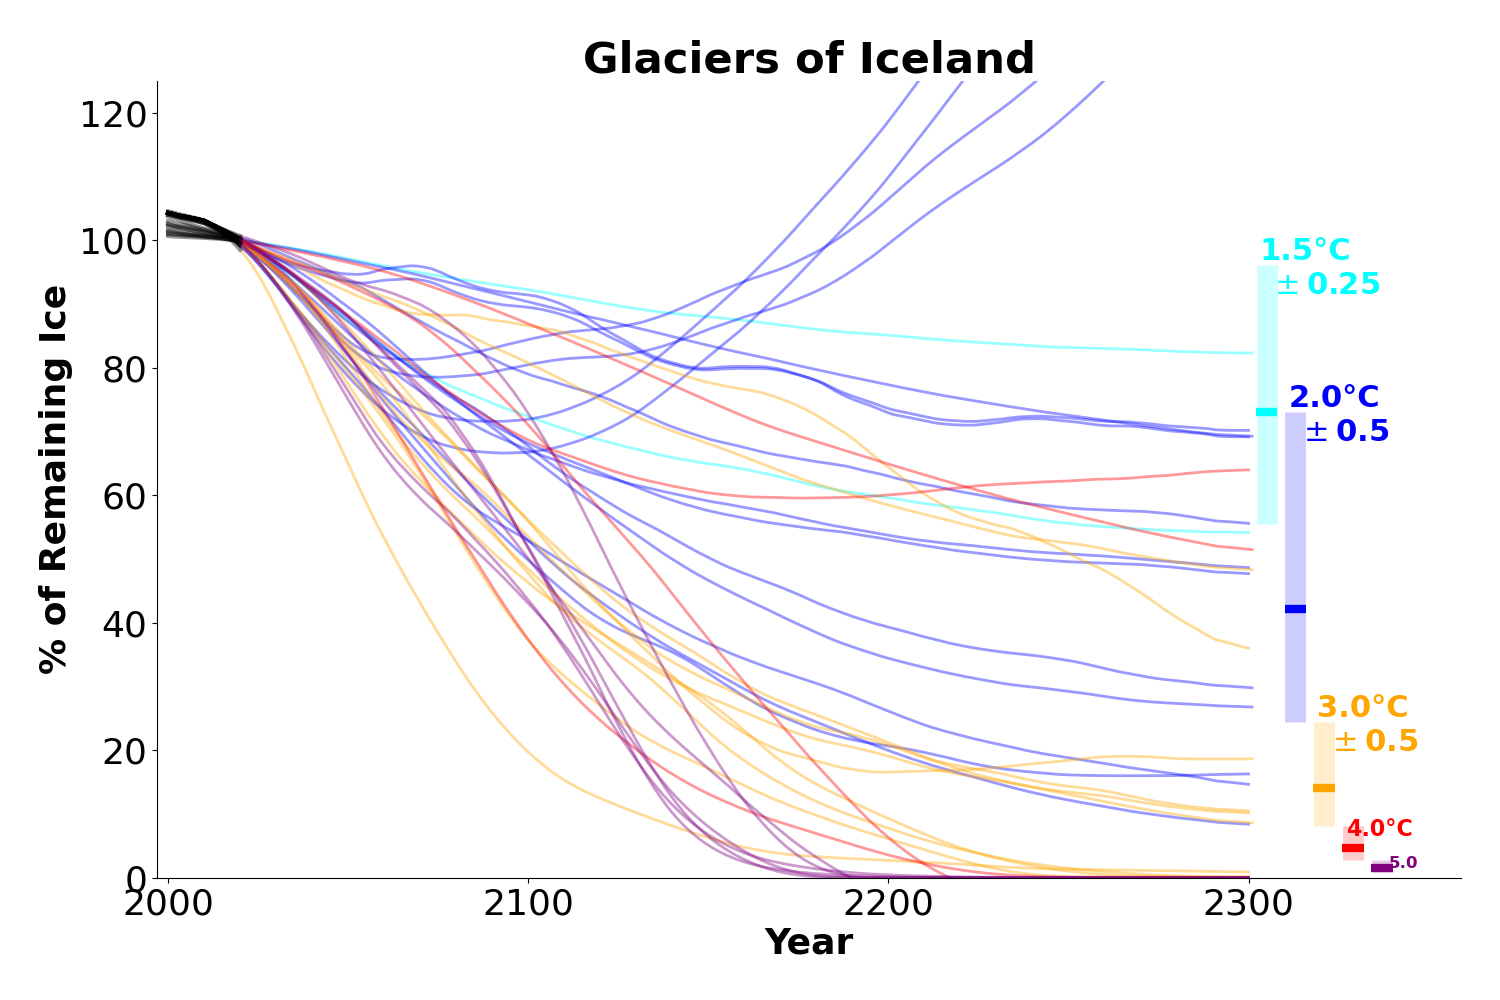 Glaciers of Iceland
% of Remaining Ice
120
100
80
60
40
20
0
2000
2100
2200
2300
Year
1.5°C
± 0.25
2.0°C
± 0.5
3.0°C
± 0.5
4.0°C
5.0